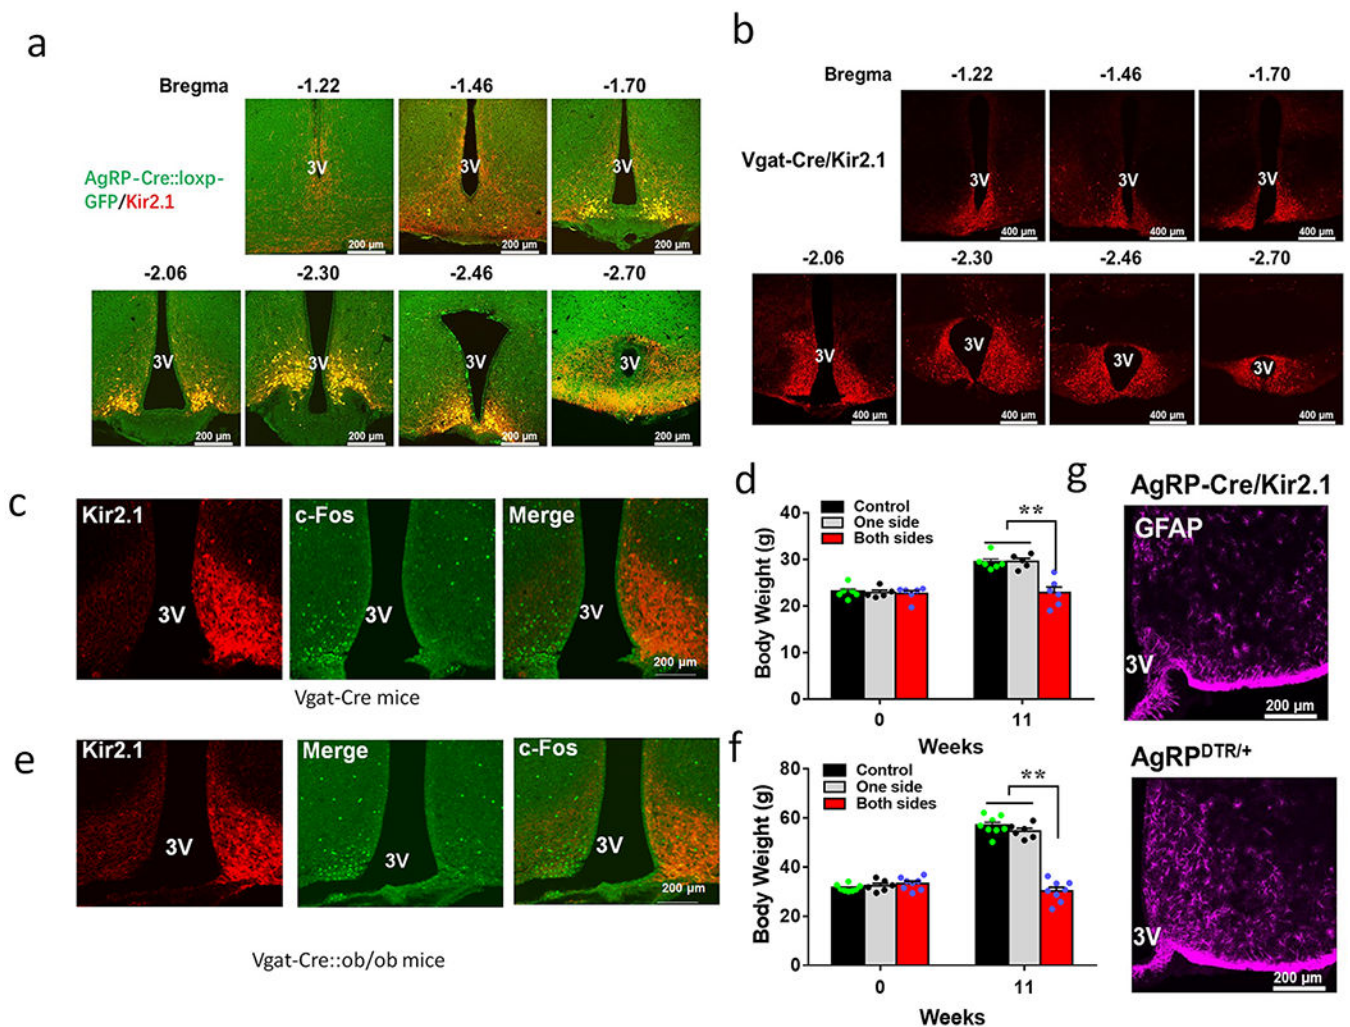 a
Bregma -1.22 -1.46 -1.70
AgRP-Cre::loxp-
GFP/Kir2.1
3V 3V 3V
200 µm 200 µm 200 µm
-2.06 -2.30 -2.46 -2.70
3V 3V 3V 3V
200 µm 200 µm 200 µm 200 µm
b
Bregma -1.22 -1.46 -1.70
Vgat-Cre/Kir2.1
3V 3V 3V
400 µm 400 µm 400 µm
-2.06 -2.30 -2.46 -2.70
3V 3V 3V 3V
400 µm 400 µm 400 µm 400 µm
c
Kir2.1 c-Fos Merge
3V 3V 3V
200 µm
Vgat-Cre mice
d
Control
One side
Both sides
**
Body Weight (g)
40
30
20
10
0
0 11
Weeks
e
Kir2.1 Merge c-Fos
3V 3V 3V
200 µm
Vgat-Cre::ob/ob mice
f
Control
One side
Both sides
**
Body Weight (g)
80
60
40
20
0
0 11
Weeks
g
AgRP-Cre/Kir2.1
GFAP
3V
200 µm
AgRP^DTR/+
3V
200 µm